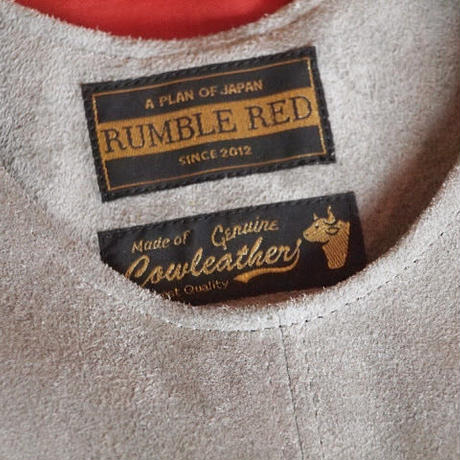 A PLAN OF JAPAN
RUMBLE RED
SINCE 2012
Made of Genuine
Cowleather
Quality